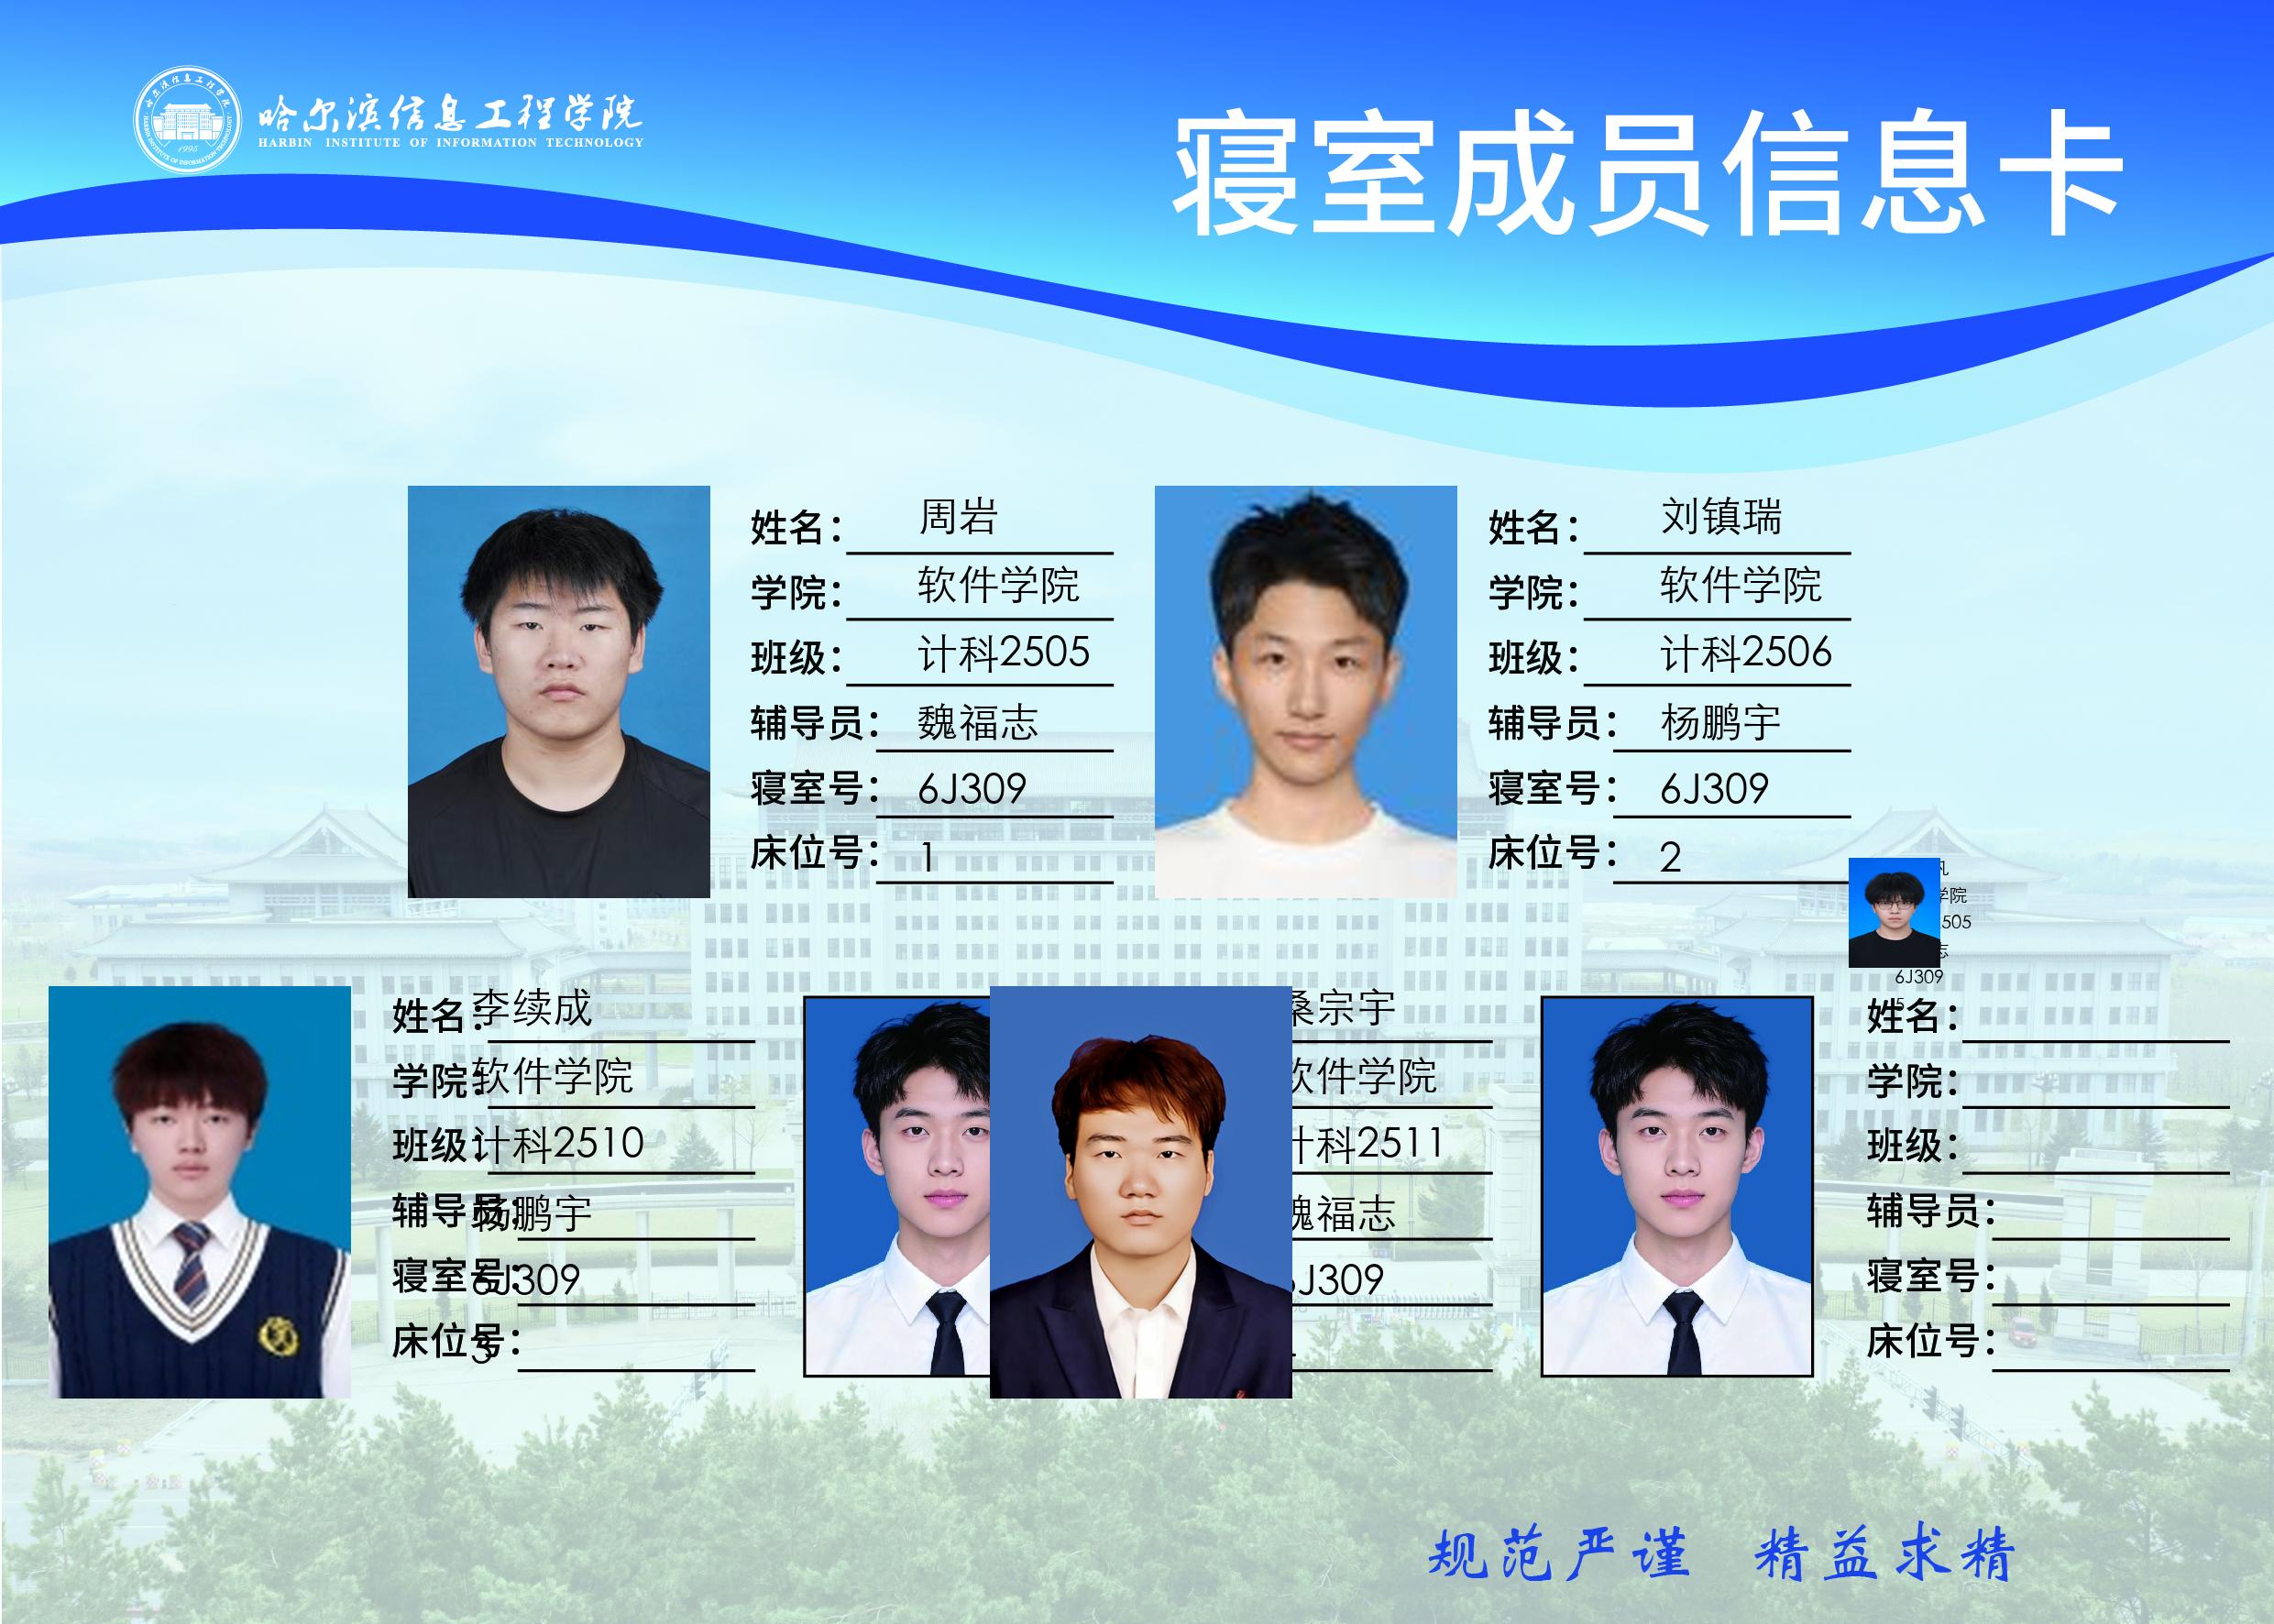 哈尔滨信息工程学院
HARBIN INSTITUTE OF INFORMATION TECHNOLOGY
1995
寝室成员信息卡
姓名：周岩
学院：软件学院
班级：计科2505
辅导员：魏福志
寝室号：6J309
床位号：1
姓名：刘镇瑞
学院：软件学院
班级：计科2506
辅导员：杨鹏宇
寝室号：6J309
床位号：2
姓名：李续成
学院：软件学院
班级：计科2510
辅导员：杨鹏宇
寝室号：6J309
床位号：3
桑宗宇
软件学院
计科2511
魏福志
6J309
凡
学院
505
志
6J309
姓名：
学院：
班级：
辅导员：
寝室号：
床位号：
规范严谨 精益求精